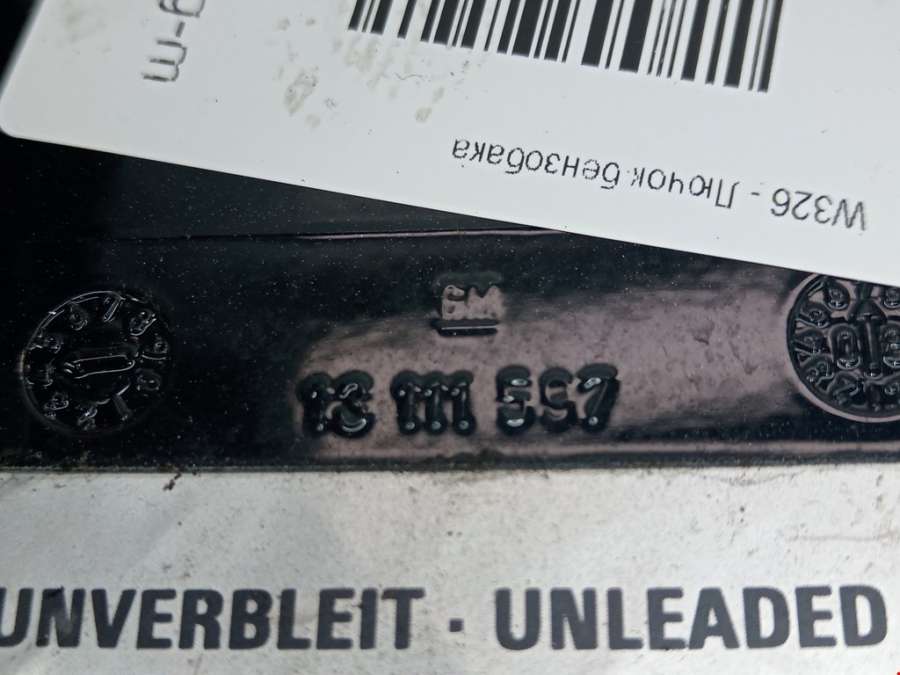 g-m
W326 - Лючок бензобака
GM
13 111 557
UNVERBLEIT · UNLEADED